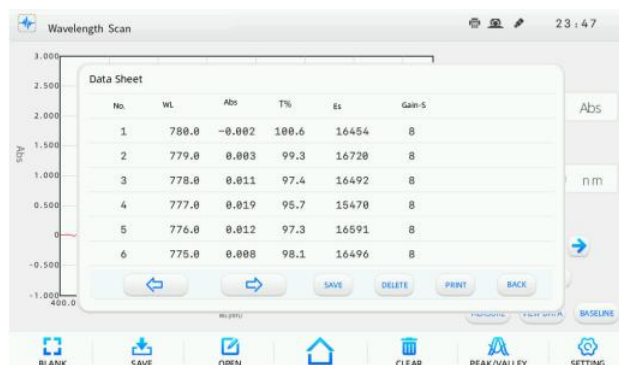 Wavelength Scan
23:47
3.000
2.500
2.000
1.500
1.000
0.500
0
-0.500
-1.000
Abs
400.0
Data Sheet
No. WL Abs T% Es Gain-S
1 780.0 -0.002 100.6 16454 8
2 779.0 0.003 99.3 16720 8
3 778.0 0.011 97.4 16492 8
4 777.0 0.019 95.7 15470 8
5 776.0 0.012 97.3 16591 8
6 775.0 0.008 98.1 16496 8
SAVE DELETE PRINT BACK
Abs
nm
MEASURE VIEW DATA BASELINE
BLANK SAVE OPEN CLEAR PEAK/VALLEY SETTING